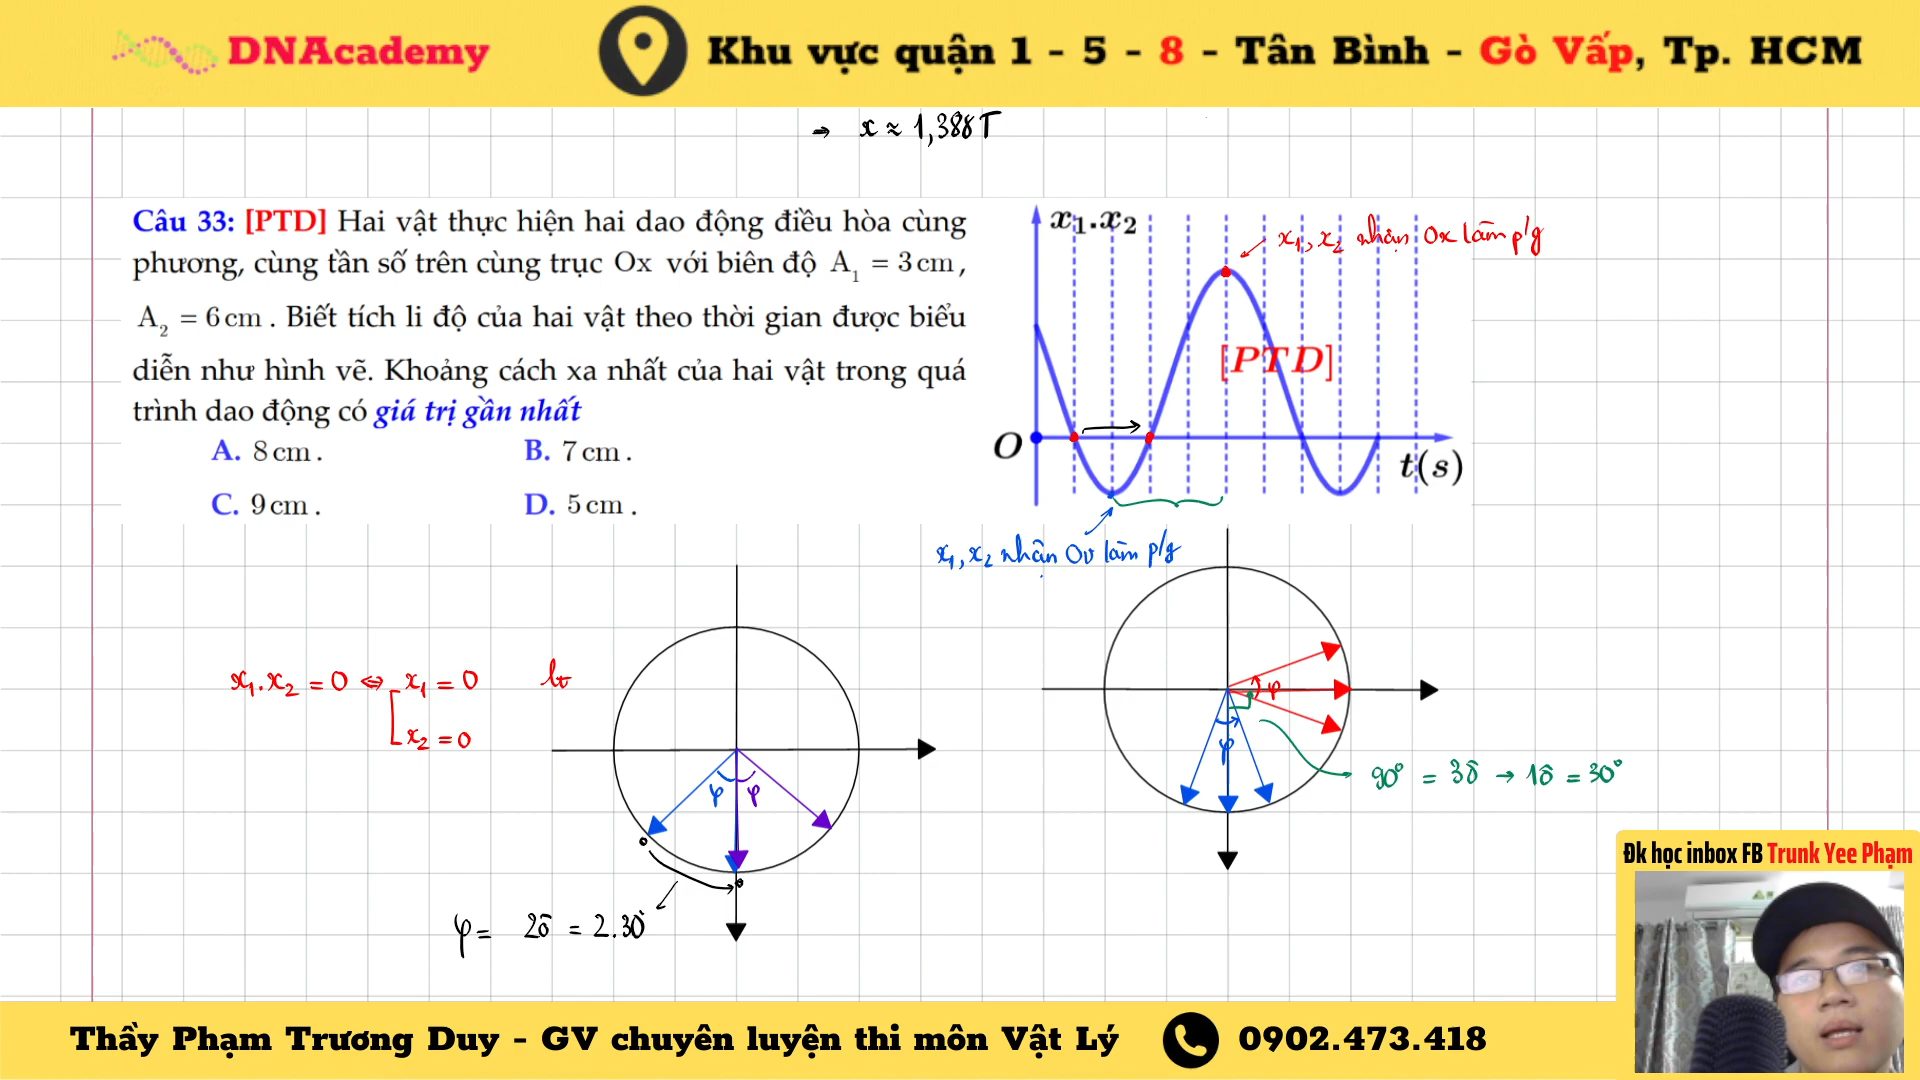 DNAcademy
Khu vực quận 1 - 5 - 8 - Tân Bình - Gò Vấp, Tp. HCM
→ x ≈ 1,388T
Câu 33: [PTD] Hai vật thực hiện hai dao động điều hòa cùng
phương, cùng tần số trên cùng trục Ox với biên độ A₁ = 3 cm,
A₂ = 6 cm. Biết tích li độ của hai vật theo thời gian được biểu
diễn như hình vẽ. Khoảng cách xa nhất của hai vật trong quá
trình dao động có giá trị gần nhất
A. 8 cm.
B. 7 cm.
C. 9 cm.
D. 5 cm.
x₁.x₂
x₁, x₂ nhận Ox làm p/g
[PTD]
O
t(s)
x₁, x₂ nhận Ov làm p/g
x₁.x₂ = 0 ⇔ x₁ = 0
x₂ = 0
φ φ
φ = 2ô = 2.30°
φ
φ
90° = 3ô → 1ô = 30°
Đk học inbox FB Trunk Yee Phạm
Thầy Phạm Trương Duy - GV chuyên luyện thi môn Vật Lý
0902.473.418